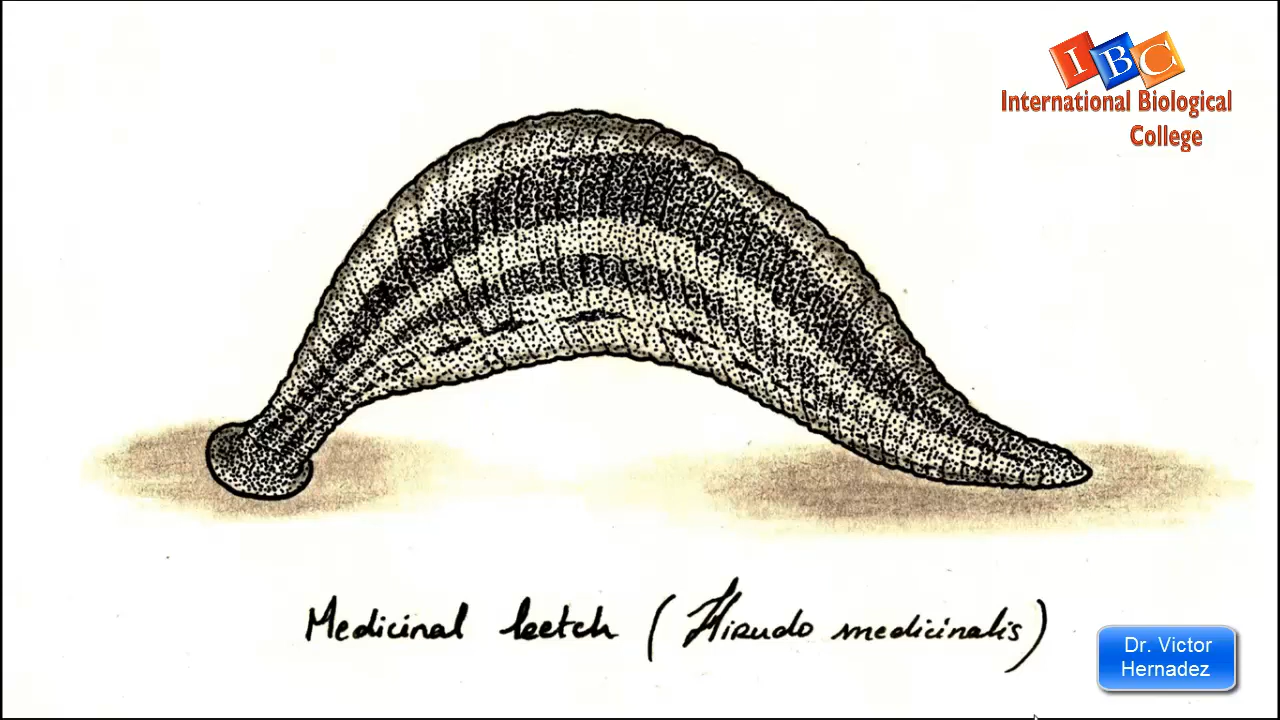 IBC
International Biological
College
Medicinal leetch (Hirudo medicinalis)
Dr. Victor
Hernadez